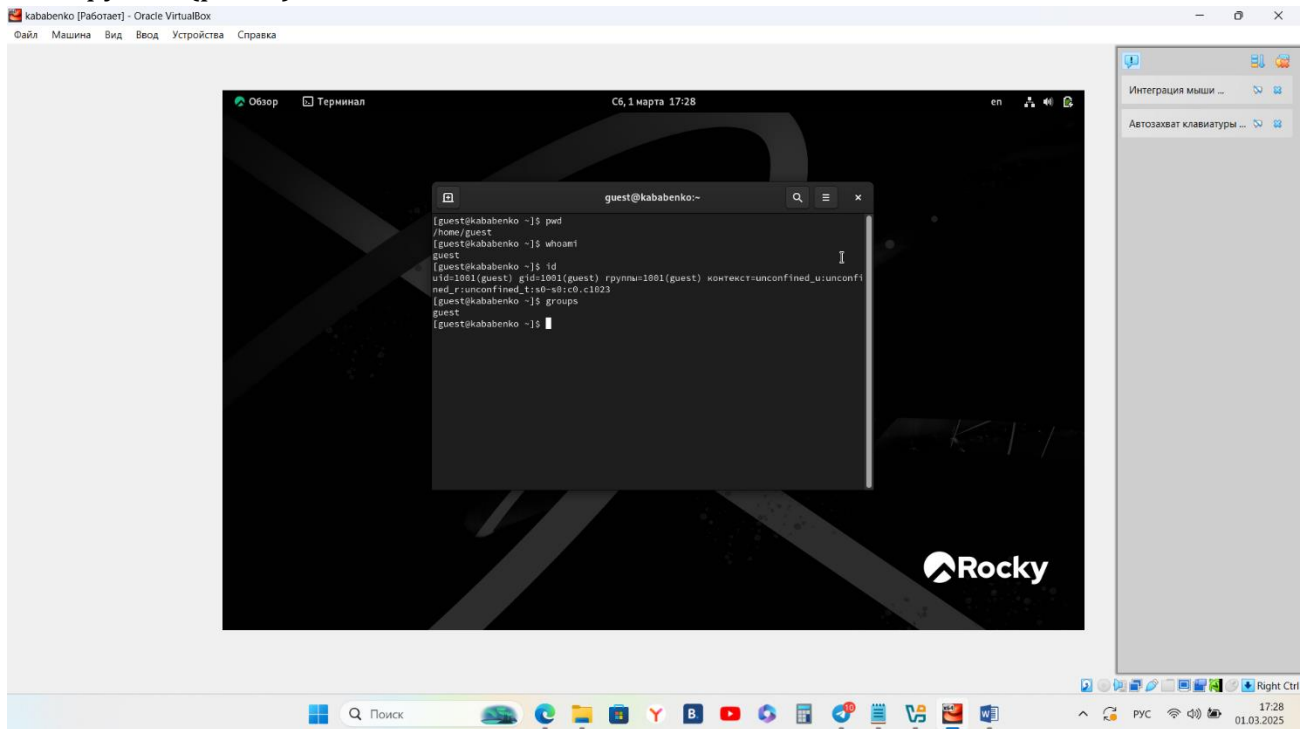 kababenko [Работает] - Oracle VirtualBox
Файл Машина Вид Ввод Устройства Справка
Интеграция мыши ...
Автозахват клавиатуры ...
Обзор Терминал Сб, 1 марта 17:28 en
guest@kababenko:~
[guest@kababenko ~]$ pwd
/home/guest
[guest@kababenko ~]$ whoami
guest
[guest@kababenko ~]$ id
uid=1001(guest) gid=1001(guest) группы=1001(guest) контекст=unconfined_u:unconfi
ned_r:unconfined_t:s0-s0:c0.c1023
[guest@kababenko ~]$ groups
guest
[guest@kababenko ~]$
Rocky
Right Ctrl
Поиск
РУС 17:28
01.03.2025